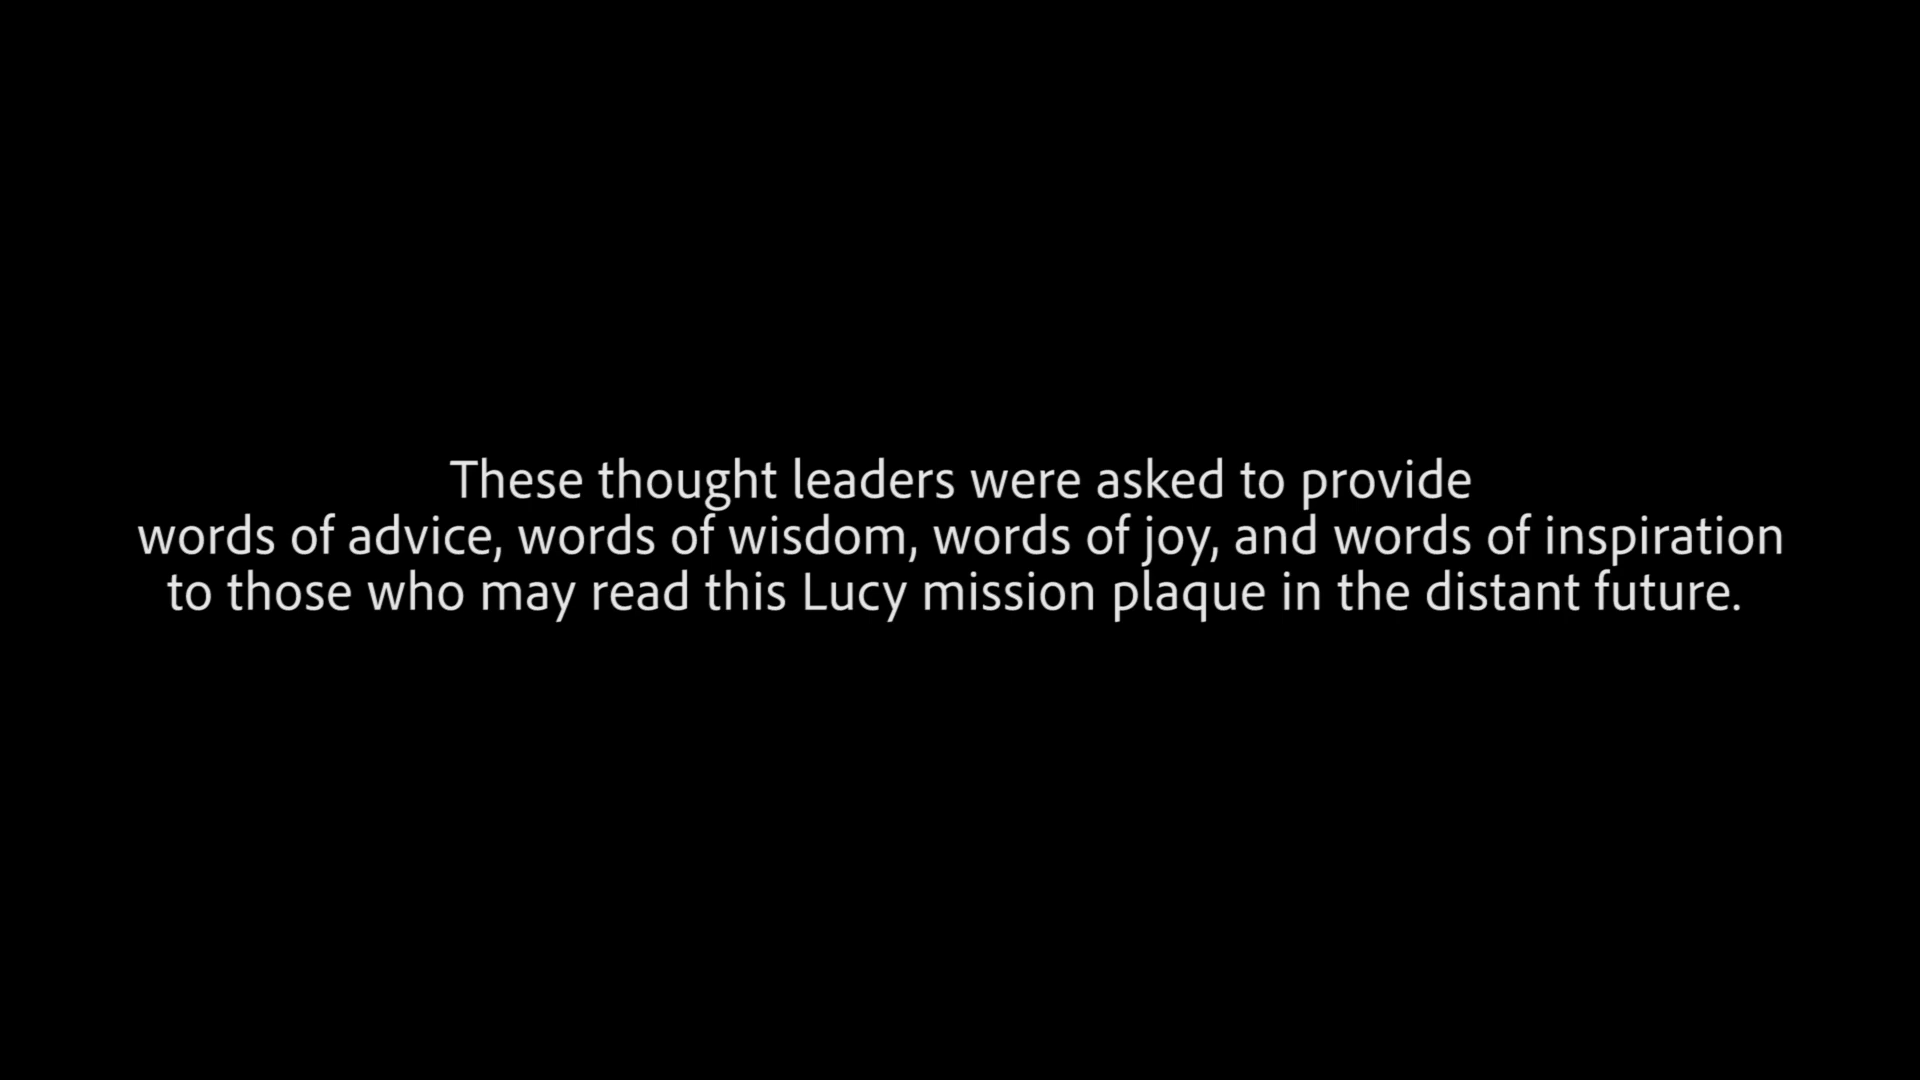 These thought leaders were asked to provide
words of advice, words of wisdom, words of joy, and words of inspiration
to those who may read this Lucy mission plaque in the distant future.